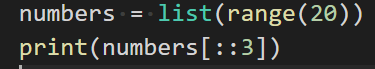 numbers = list(range(20))
print(numbers[::3])